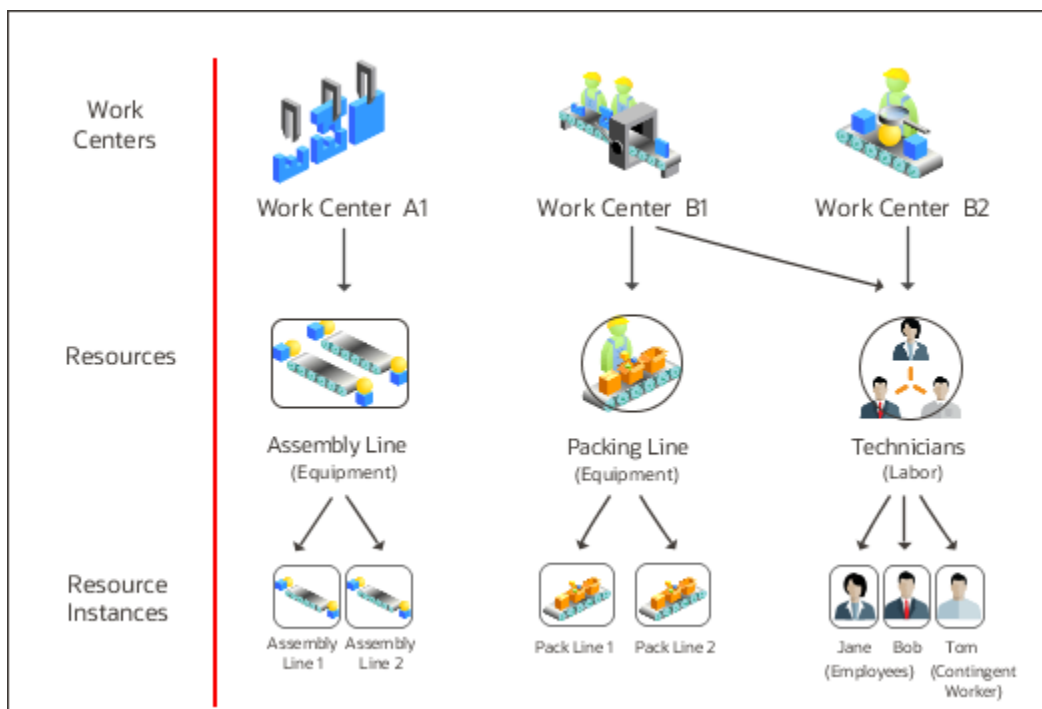 Work
Centers
Work Center A1
Work Center B1
Work Center B2
Resources
Assembly Line
(Equipment)
Packing Line
(Equipment)
Technicians
(Labor)
Resource
Instances
Assembly
Line 1
Assembly
Line 2
Pack Line 1
Pack Line 2
Jane
Bob
Tom
(Employees)
(Contingent
Worker)